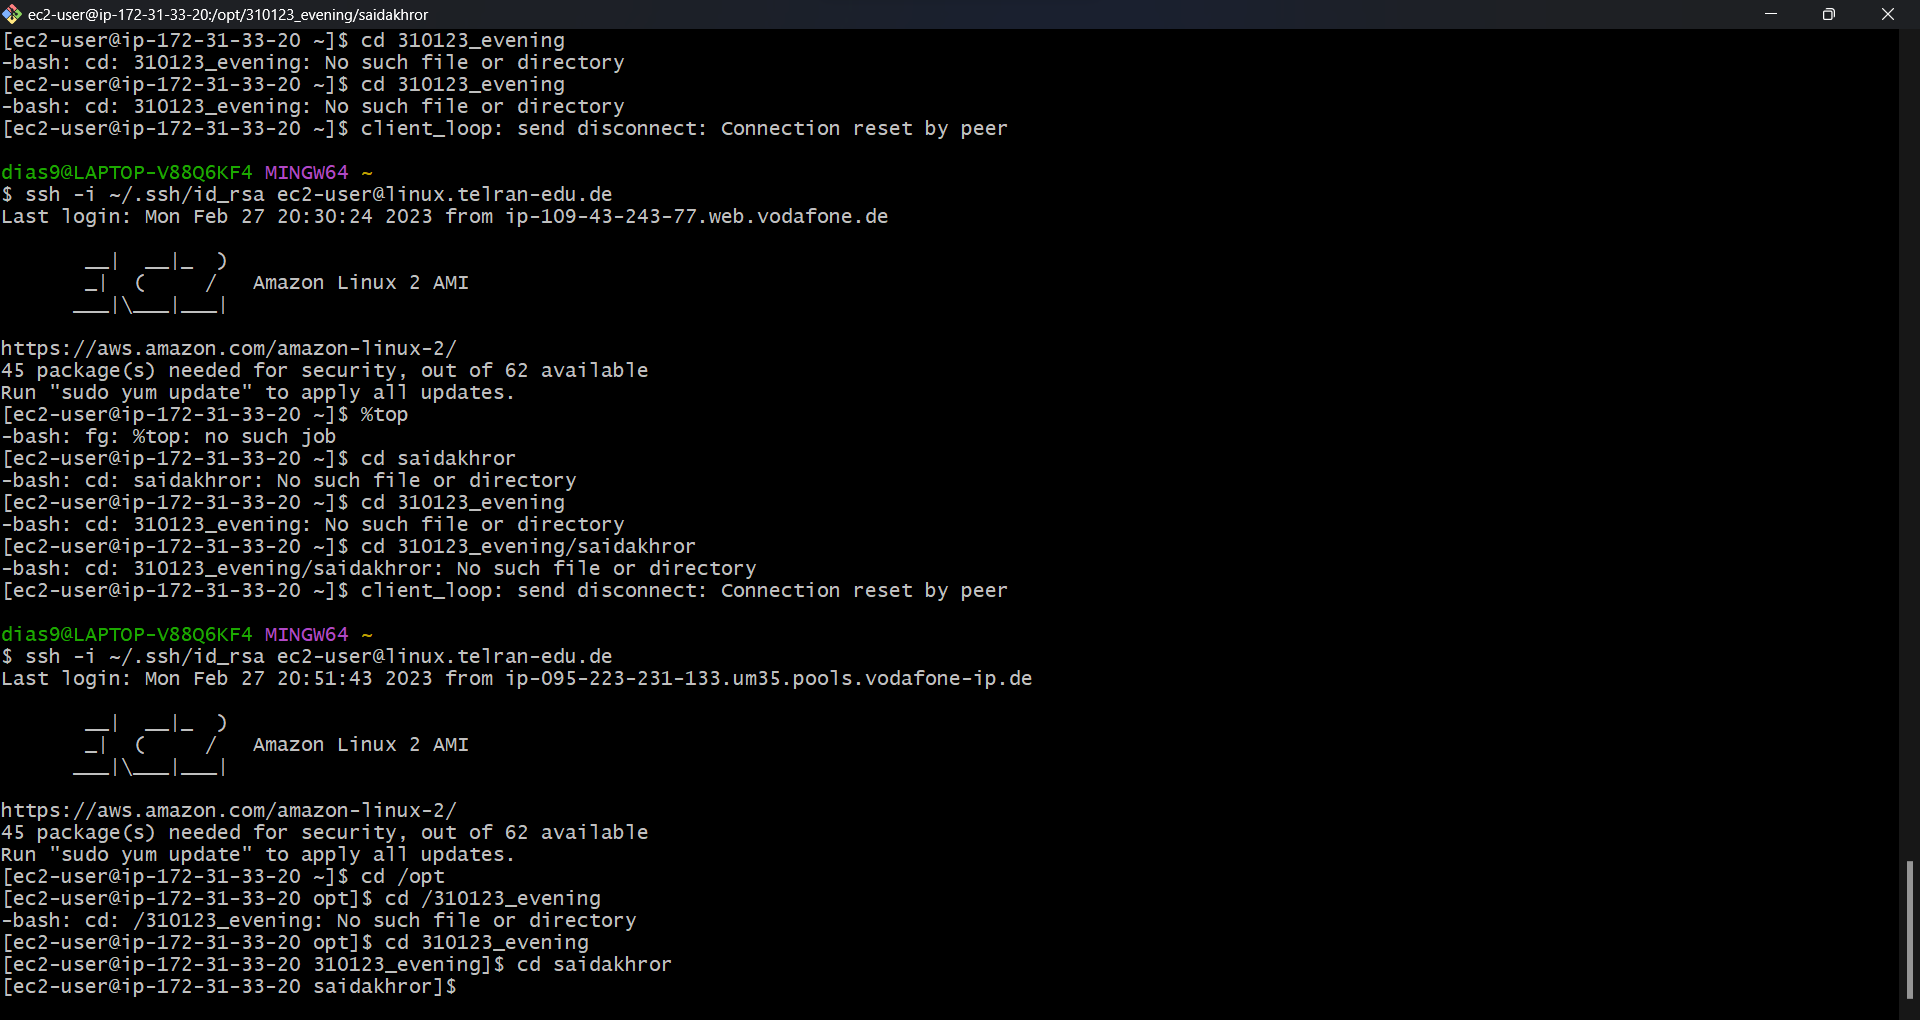 ec2-user@ip-172-31-33-20:/opt/310123_evening/saidakhror
[ec2-user@ip-172-31-33-20 ~]$ cd 310123_evening
-bash: cd: 310123_evening: No such file or directory
[ec2-user@ip-172-31-33-20 ~]$ cd 310123_evening
-bash: cd: 310123_evening: No such file or directory
[ec2-user@ip-172-31-33-20 ~]$ client_loop: send disconnect: Connection reset by peer
dias9@LAPTOP-V88Q6KF4 MINGW64 ~
$ ssh -i ~/.ssh/id_rsa ec2-user@linux.telran-edu.de
Last login: Mon Feb 27 20:30:24 2023 from ip-109-43-243-77.web.vodafone.de
       __|  __|_  )
       _|  (     /   Amazon Linux 2 AMI
      ___|\___|___|
https://aws.amazon.com/amazon-linux-2/
45 package(s) needed for security, out of 62 available
Run "sudo yum update" to apply all updates.
[ec2-user@ip-172-31-33-20 ~]$ %top
-bash: fg: %top: no such job
[ec2-user@ip-172-31-33-20 ~]$ cd saidakhror
-bash: cd: saidakhror: No such file or directory
[ec2-user@ip-172-31-33-20 ~]$ cd 310123_evening
-bash: cd: 310123_evening: No such file or directory
[ec2-user@ip-172-31-33-20 ~]$ cd 310123_evening/saidakhror
-bash: cd: 310123_evening/saidakhror: No such file or directory
[ec2-user@ip-172-31-33-20 ~]$ client_loop: send disconnect: Connection reset by peer
dias9@LAPTOP-V88Q6KF4 MINGW64 ~
$ ssh -i ~/.ssh/id_rsa ec2-user@linux.telran-edu.de
Last login: Mon Feb 27 20:51:43 2023 from ip-095-223-231-133.um35.pools.vodafone-ip.de
       __|  __|_  )
       _|  (     /   Amazon Linux 2 AMI
      ___|\___|___|
https://aws.amazon.com/amazon-linux-2/
45 package(s) needed for security, out of 62 available
Run "sudo yum update" to apply all updates.
[ec2-user@ip-172-31-33-20 ~]$ cd /opt
[ec2-user@ip-172-31-33-20 opt]$ cd /310123_evening
-bash: cd: /310123_evening: No such file or directory
[ec2-user@ip-172-31-33-20 opt]$ cd 310123_evening
[ec2-user@ip-172-31-33-20 310123_evening]$ cd saidakhror
[ec2-user@ip-172-31-33-20 saidakhror]$